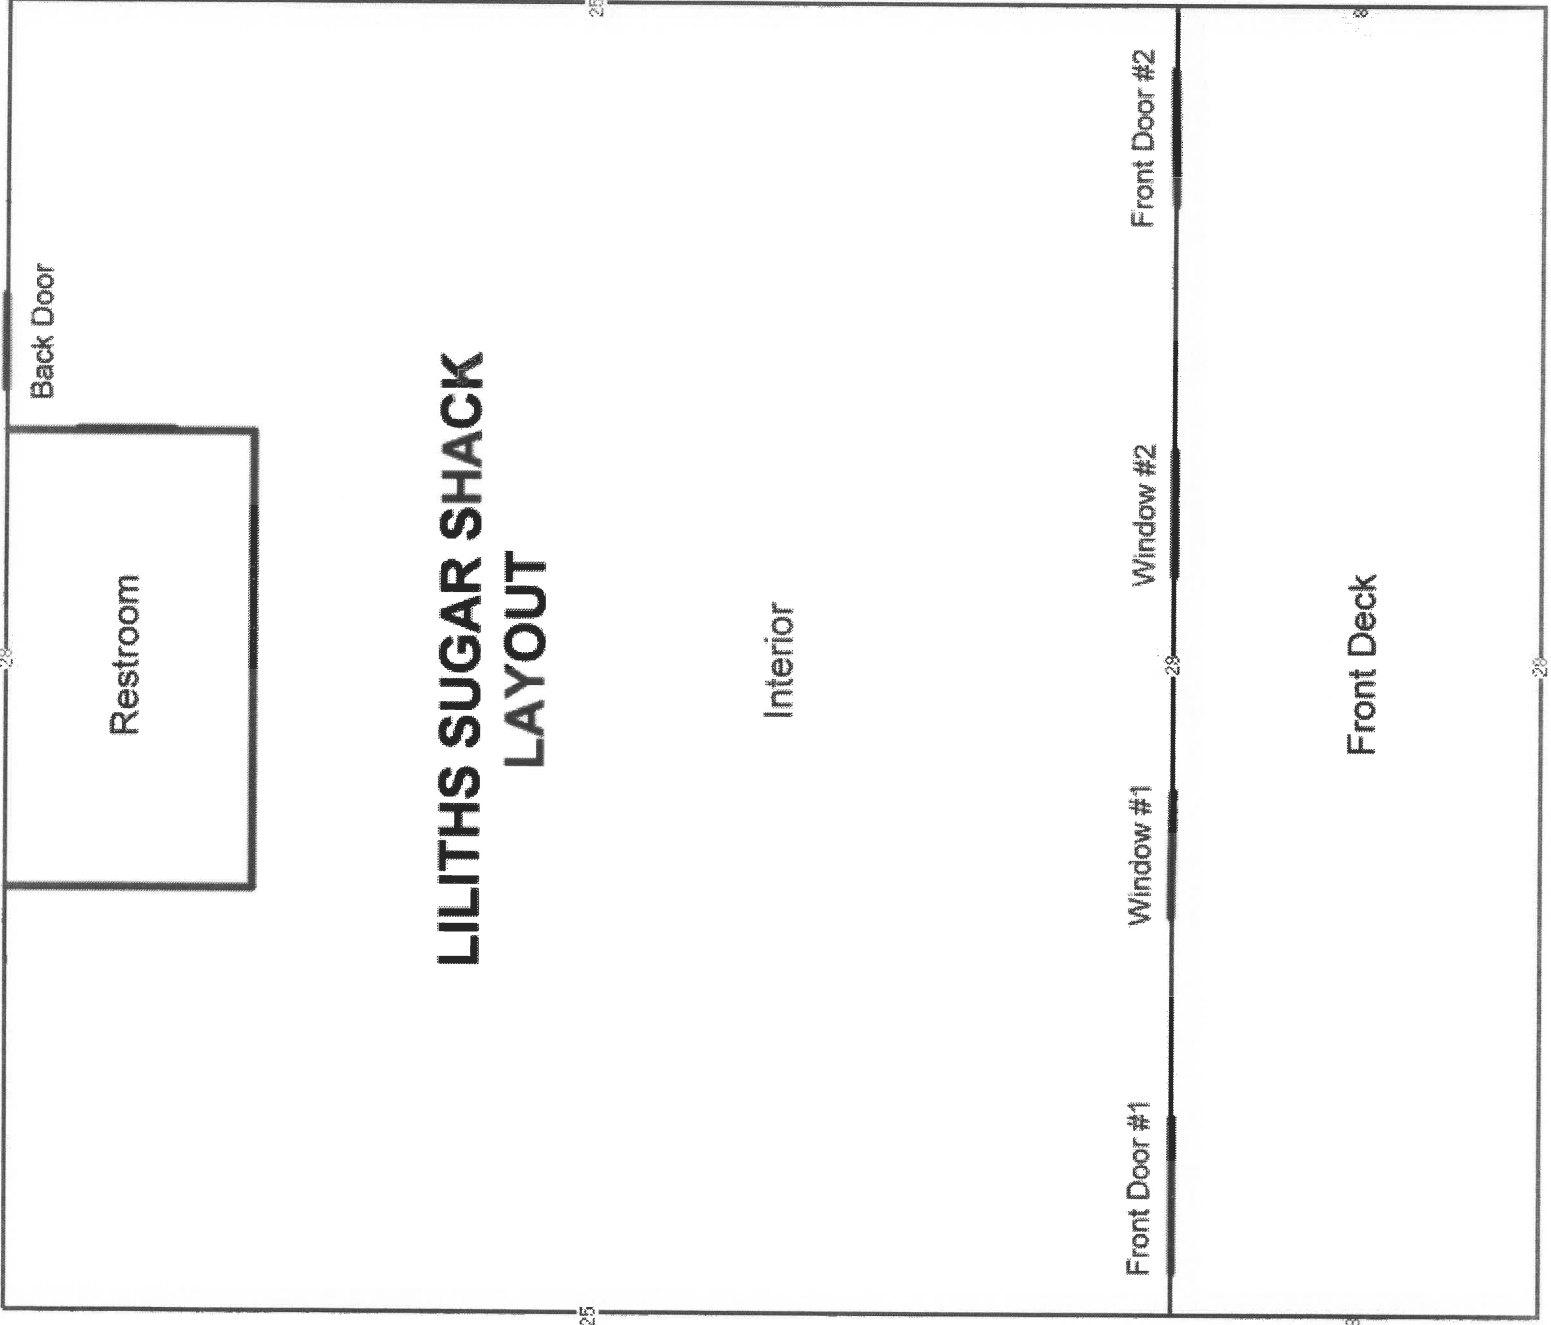 28
Restroom
Back Door
LILITHS SUGAR SHACK
LAYOUT
25
25
Interior
Front Door #1
Window #1
Window #2
Front Door #2
28
8
Front Deck
8
28